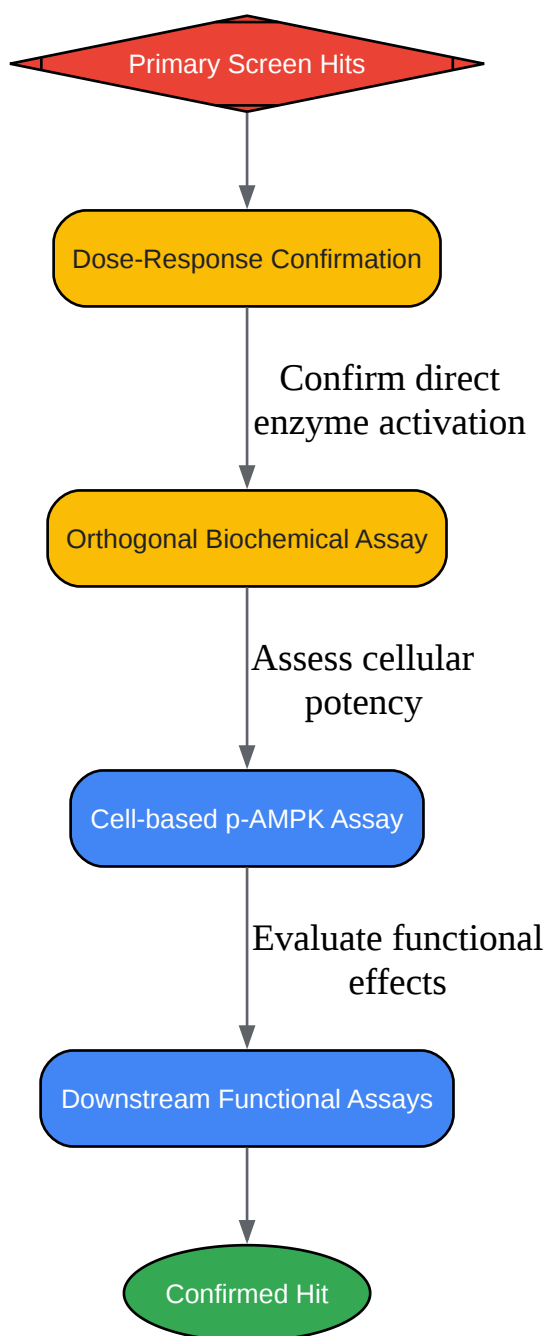 Primary Screen Hits
Dose-Response Confirmation
Confirm direct
enzyme activation
Orthogonal Biochemical Assay
Assess cellular
potency
Cell-based p-AMPK Assay
Evaluate functional
effects
Downstream Functional Assays
Confirmed Hit